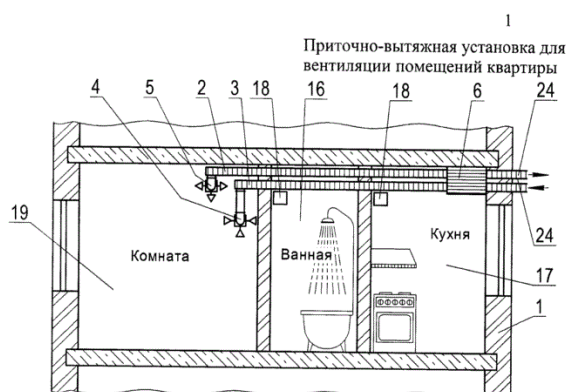 1
Приточно-вытяжная установка для
вентиляции помещений квартиры
4 5 2 3 18 16 18 6 24
19
Комната
Ванная
Кухня
24
17
1